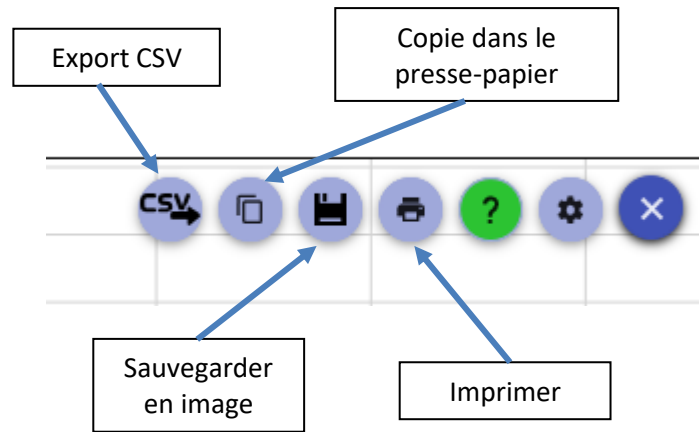 Export CSV
Copie dans le
presse-papier
CSV
?
Sauvegarder
en image
Imprimer